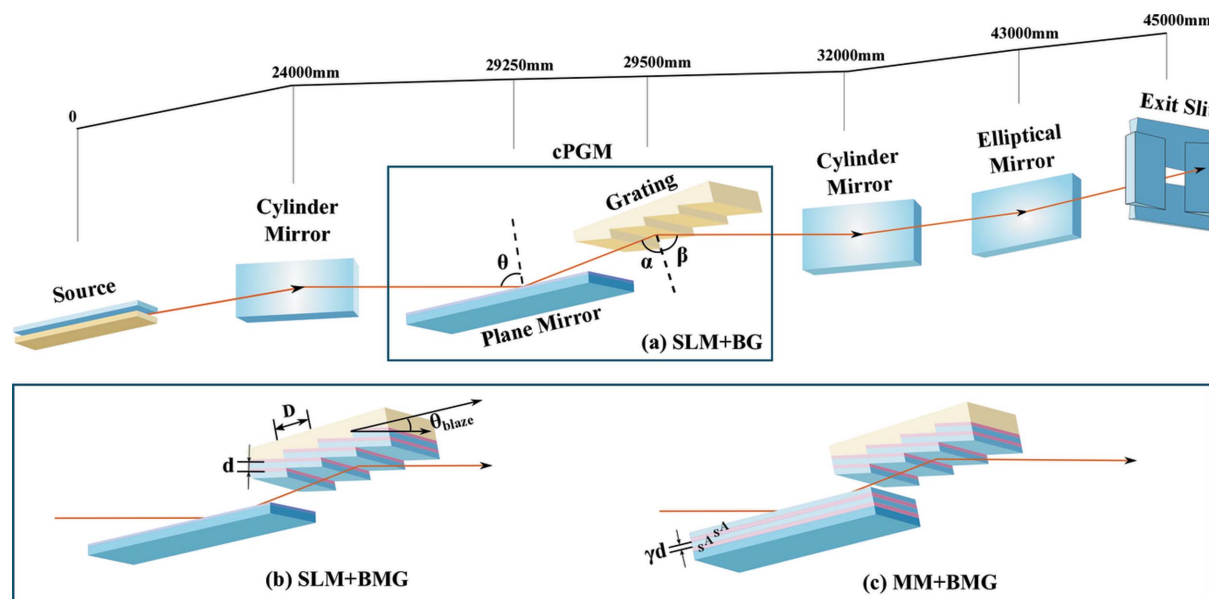 0
24000mm
29250mm
29500mm
32000mm
43000mm
45000mm
Source
Cylinder
Mirror
cPGM
Grating
θ
α
β
Plane Mirror
(a) SLM+BG
Cylinder
Mirror
Elliptical
Mirror
Exit Slit
D
θblaze
d
(b) SLM+BMG
γd
s A s A
(c) MM+BMG